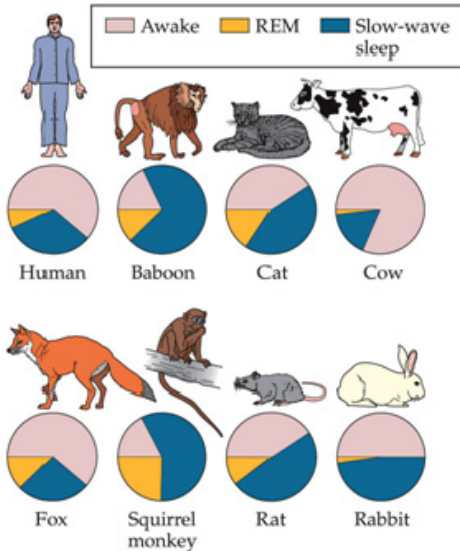 Awake
REM
Slow-wave
sleep
Human
Baboon
Cat
Cow
Fox
Squirrel
monkey
Rat
Rabbit